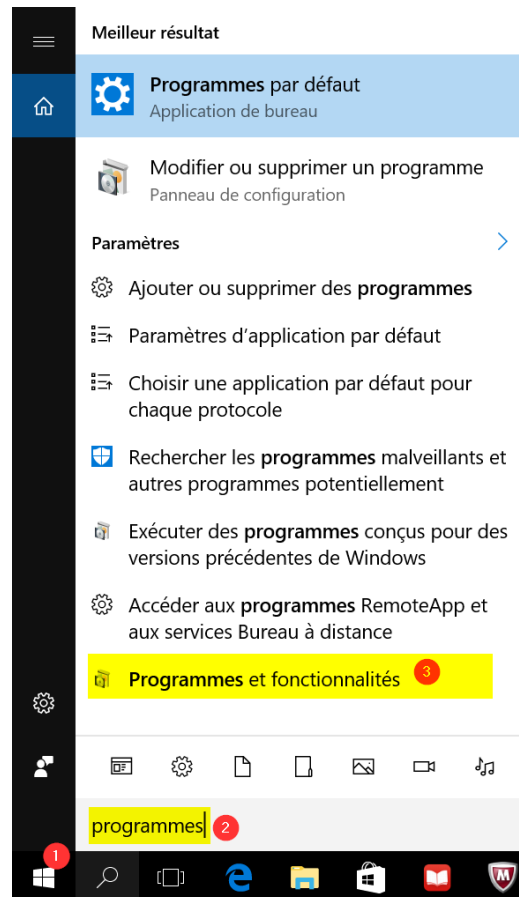 Meilleur résultat
Programmes par défaut
Application de bureau
Modifier ou supprimer un programme
Panneau de configuration
Paramètres
Ajouter ou supprimer des programmes
Paramètres d'application par défaut
Choisir une application par défaut pour
chaque protocole
Rechercher les programmes malveillants et
autres programmes potentiellement
Exécuter des programmes conçus pour des
versions précédentes de Windows
Accéder aux programmes RemoteApp et
aux services Bureau à distance
Programmes et fonctionnalités 3
programmes 2
1